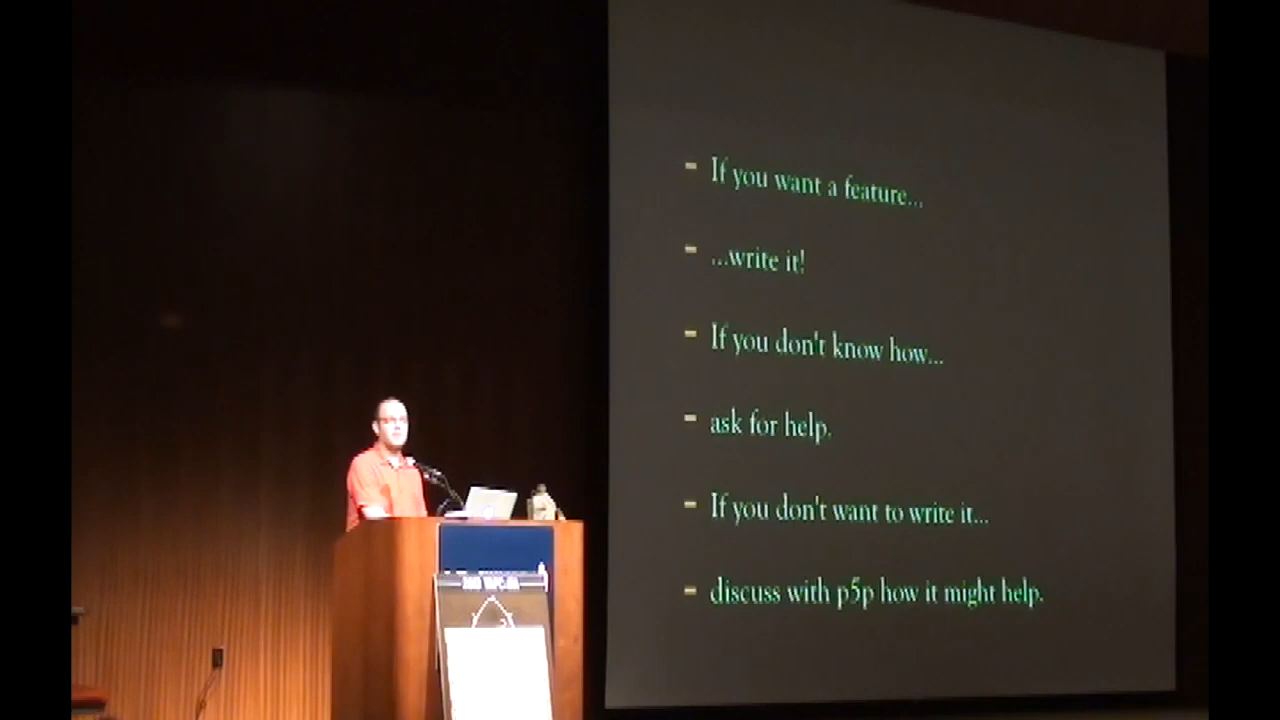 If you want a feature...
...write it!
If you don't know how...
ask for help.
If you don't want to write it...
discuss with p5p how it might help.